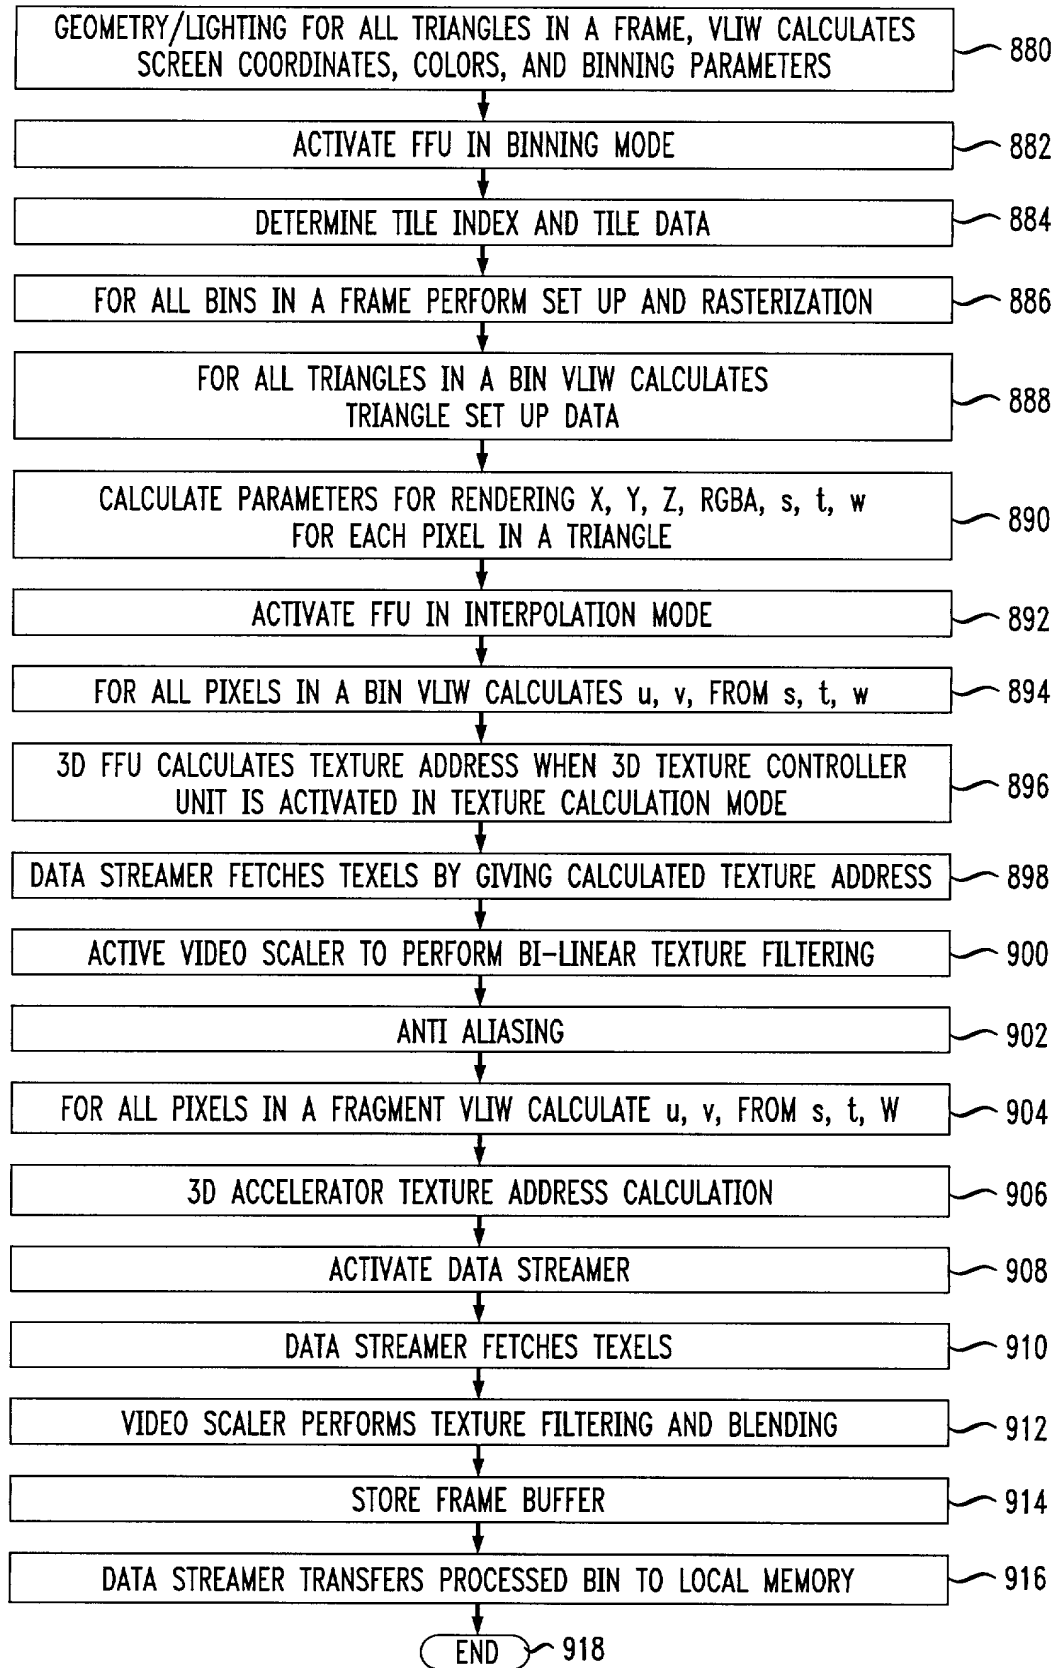 GEOMETRY/LIGHTING FOR ALL TRIANGLES IN A FRAME, VLIW CALCULATES
SCREEN COORDINATES, COLORS, AND BINNING PARAMETERS
880
ACTIVATE FFU IN BINNING MODE
882
DETERMINE TILE INDEX AND TILE DATA
884
FOR ALL BINS IN A FRAME PERFORM SET UP AND RASTERIZATION
886
FOR ALL TRIANGLES IN A BIN VLIW CALCULATES
TRIANGLE SET UP DATA
888
CALCULATE PARAMETERS FOR RENDERING X, Y, Z, RGBA, s, t, w
FOR EACH PIXEL IN A TRIANGLE
890
ACTIVATE FFU IN INTERPOLATION MODE
892
FOR ALL PIXELS IN A BIN VLIW CALCULATES u, v, FROM s, t, w
894
3D FFU CALCULATES TEXTURE ADDRESS WHEN 3D TEXTURE CONTROLLER
UNIT IS ACTIVATED IN TEXTURE CALCULATION MODE
896
DATA STREAMER FETCHES TEXELS BY GIVING CALCULATED TEXTURE ADDRESS
898
ACTIVE VIDEO SCALER TO PERFORM BI-LINEAR TEXTURE FILTERING
900
ANTI ALIASING
902
FOR ALL PIXELS IN A FRAGMENT VLIW CALCULATE u, v, FROM s, t, W
904
3D ACCELERATOR TEXTURE ADDRESS CALCULATION
906
ACTIVATE DATA STREAMER
908
DATA STREAMER FETCHES TEXELS
910
VIDEO SCALER PERFORMS TEXTURE FILTERING AND BLENDING
912
STORE FRAME BUFFER
914
DATA STREAMER TRANSFERS PROCESSED BIN TO LOCAL MEMORY
916
END
918